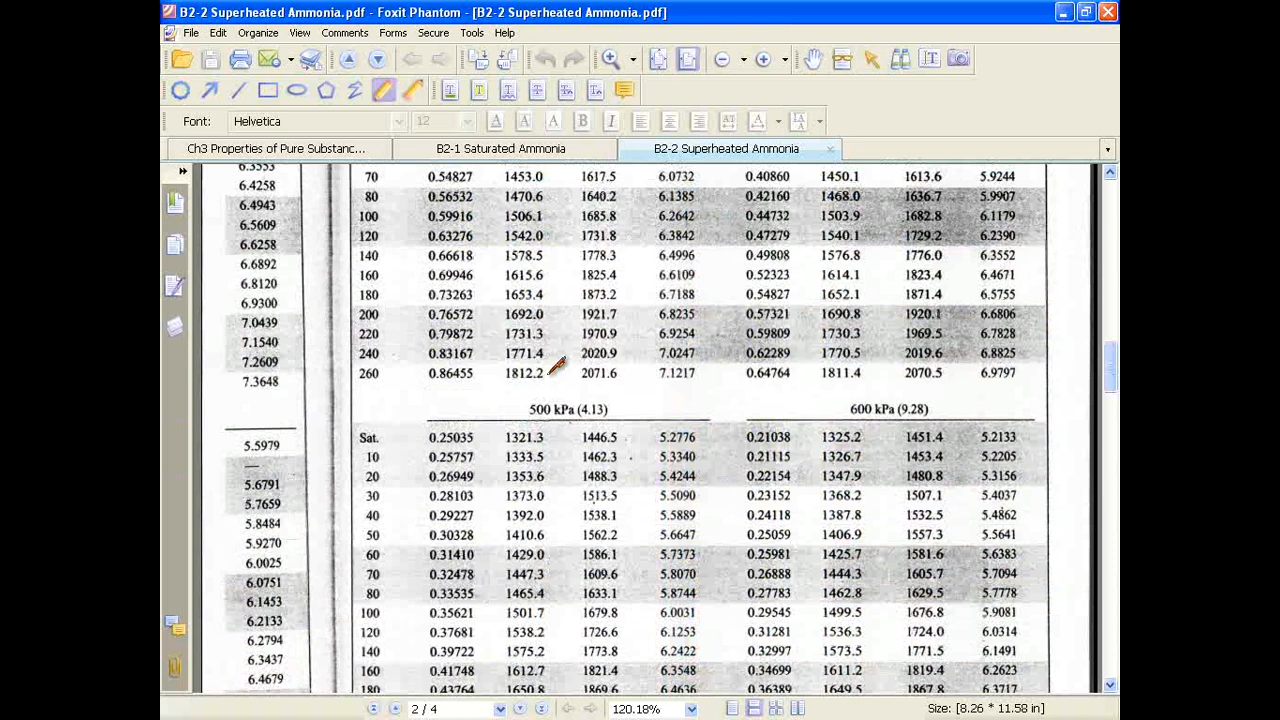 B2-2 Superheated Ammonia.pdf - Foxit Phantom - [B2-2 Superheated Ammonia.pdf]
File Edit Organize View Comments Forms Secure Tools Help
Font: Helvetica 12
Ch3 Properties of Pure Substanc... B2-1 Saturated Ammonia B2-2 Superheated Ammonia
6.3553
70 0.54827 1453.0 1617.5 6.0732 0.40860 1450.1 1613.6 5.9244
6.4258
80 0.56532 1470.6 1640.2 6.1385 0.42160 1468.0 1636.7 5.9907
6.4943
100 0.59916 1506.1 1685.8 6.2642 0.44732 1503.9 1682.8 6.1179
6.5609
120 0.63276 1542.0 1731.8 6.3842 0.47279 1540.1 1729.2 6.2390
6.6258
140 0.66618 1578.5 1778.3 6.4996 0.49808 1576.8 1776.0 6.3552
6.6892
160 0.69946 1615.6 1825.4 6.6109 0.52323 1614.1 1823.4 6.4671
6.8120
180 0.73263 1653.4 1873.2 6.7188 0.54827 1652.1 1871.4 6.5755
6.9300
200 0.76572 1692.0 1921.7 6.8235 0.57321 1690.8 1920.1 6.6806
7.0439
220 0.79872 1731.3 1970.9 6.9254 0.59809 1730.3 1969.5 6.7828
7.1540
240 0.83167 1771.4 2020.9 7.0247 0.62289 1770.5 2019.6 6.8825
7.2609
260 0.86455 1812.2 2071.6 7.1217 0.64764 1811.4 2070.5 6.9797
7.3648
500 kPa (4.13) 600 kPa (9.28)
Sat. 0.25035 1321.3 1446.5 5.2776 0.21038 1325.2 1451.4 5.2133
5.5979
10 0.25757 1333.5 1462.3 5.3340 0.21115 1326.7 1453.4 5.2205
—
20 0.26949 1353.6 1488.3 5.4244 0.22154 1347.9 1480.8 5.3156
5.6791
30 0.28103 1373.0 1513.5 5.5090 0.23152 1368.2 1507.1 5.4037
5.7659
40 0.29227 1392.0 1538.1 5.5889 0.24118 1387.8 1532.5 5.4862
5.8484
50 0.30328 1410.6 1562.2 5.6647 0.25059 1406.9 1557.3 5.5641
5.9270
60 0.31410 1429.0 1586.1 5.7373 0.25981 1425.7 1581.6 5.6383
6.0025
70 0.32478 1447.3 1609.6 5.8070 0.26888 1444.3 1605.7 5.7094
6.0751
80 0.33535 1465.4 1633.1 5.8744 0.27783 1462.8 1629.5 5.7778
6.1453
100 0.35621 1501.7 1679.8 6.0031 0.29545 1499.5 1676.8 5.9081
6.2133
120 0.37681 1538.2 1726.6 6.1253 0.31281 1536.3 1724.0 6.0314
6.2794
140 0.39722 1575.2 1773.8 6.2422 0.32997 1573.5 1771.5 6.1491
6.3437
160 0.41748 1612.7 1821.4 6.3548 0.34699 1611.2 1819.4 6.2623
6.4679
180 0.43764 1650.8 1869.6 6.4636 0.36389 1649.5 1867.8 6.3717
2 / 4 120.18% Size: [8.26 * 11.58 in]